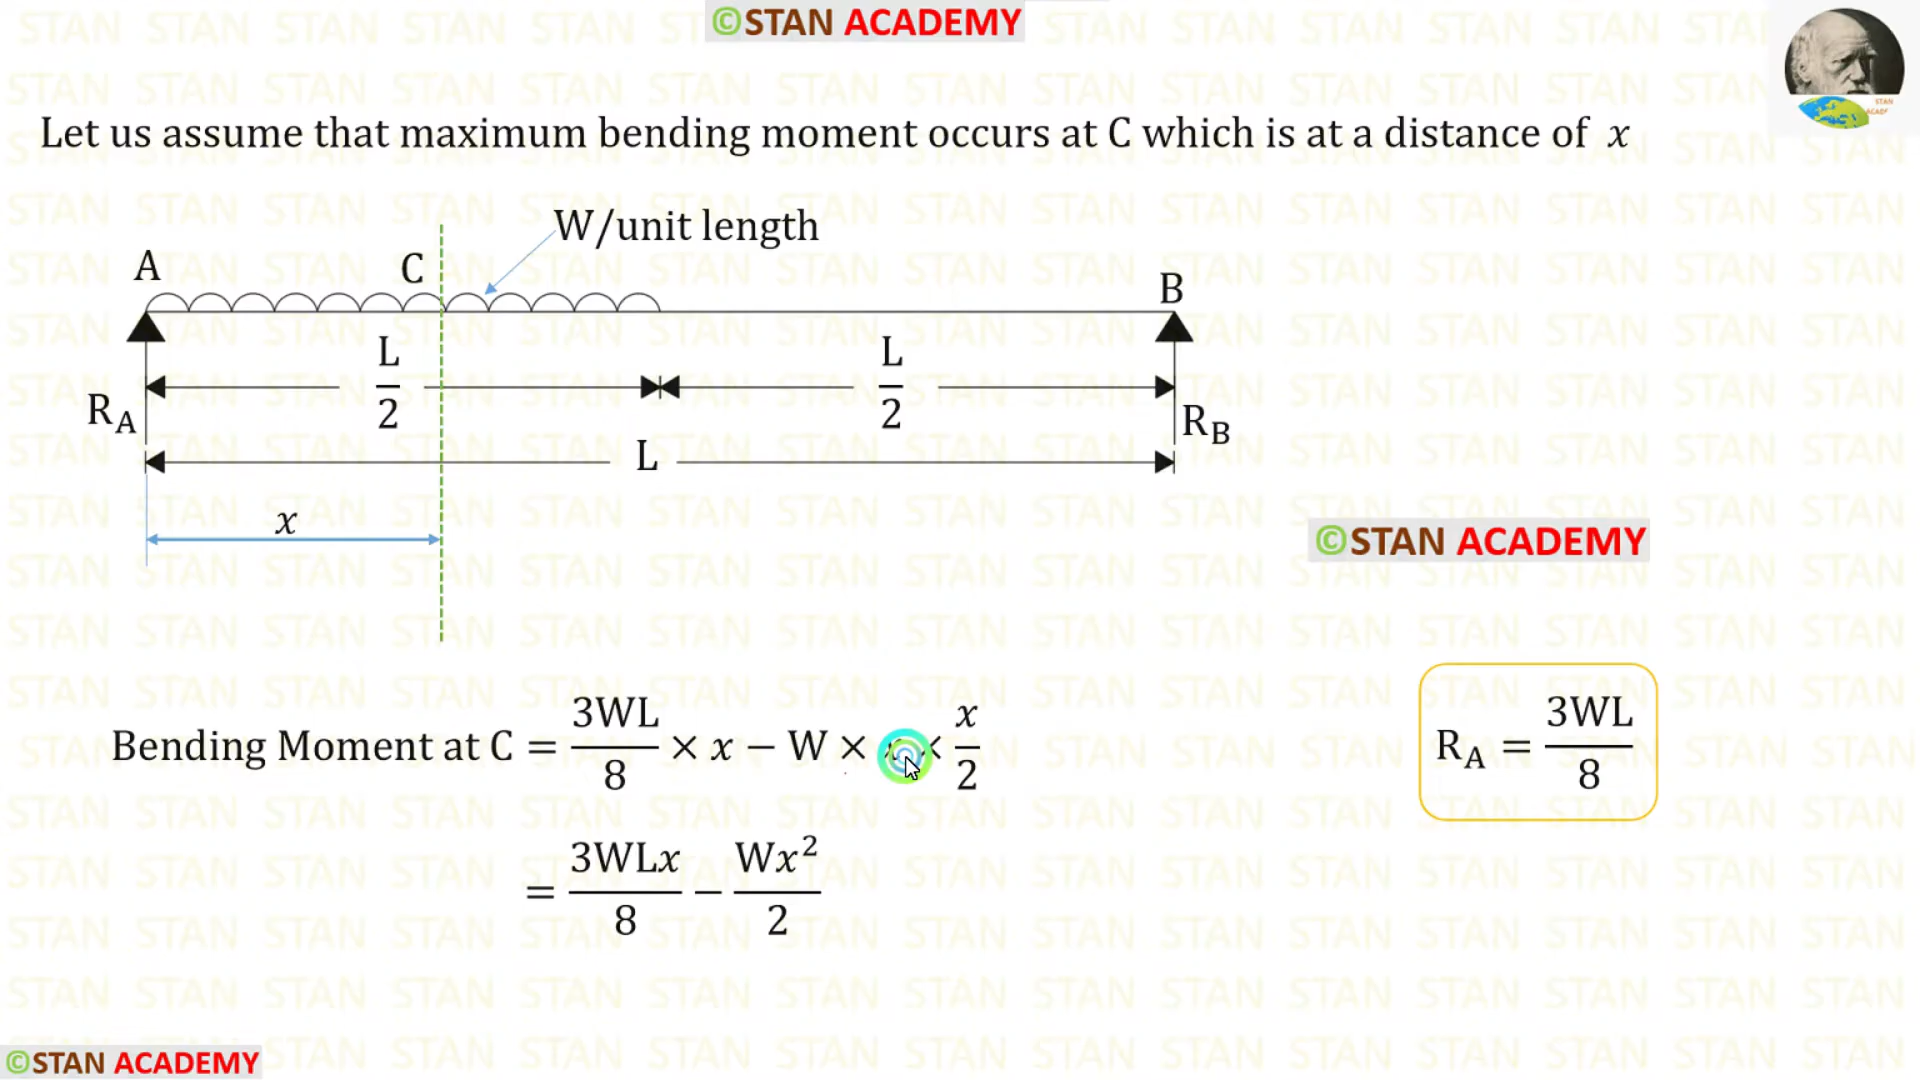 ©STAN ACADEMY
Let us assume that maximum bending moment occurs at C which is at a distance of x
W/unit length
A
C
B
L/2
L/2
R_A
R_B
L
x
©STAN ACADEMY
Bending Moment at C = 3WL/8 × x − W × × x/2
R_A = 3WL/8
= 3WLx/8 − Wx²/2
©STAN ACADEMY